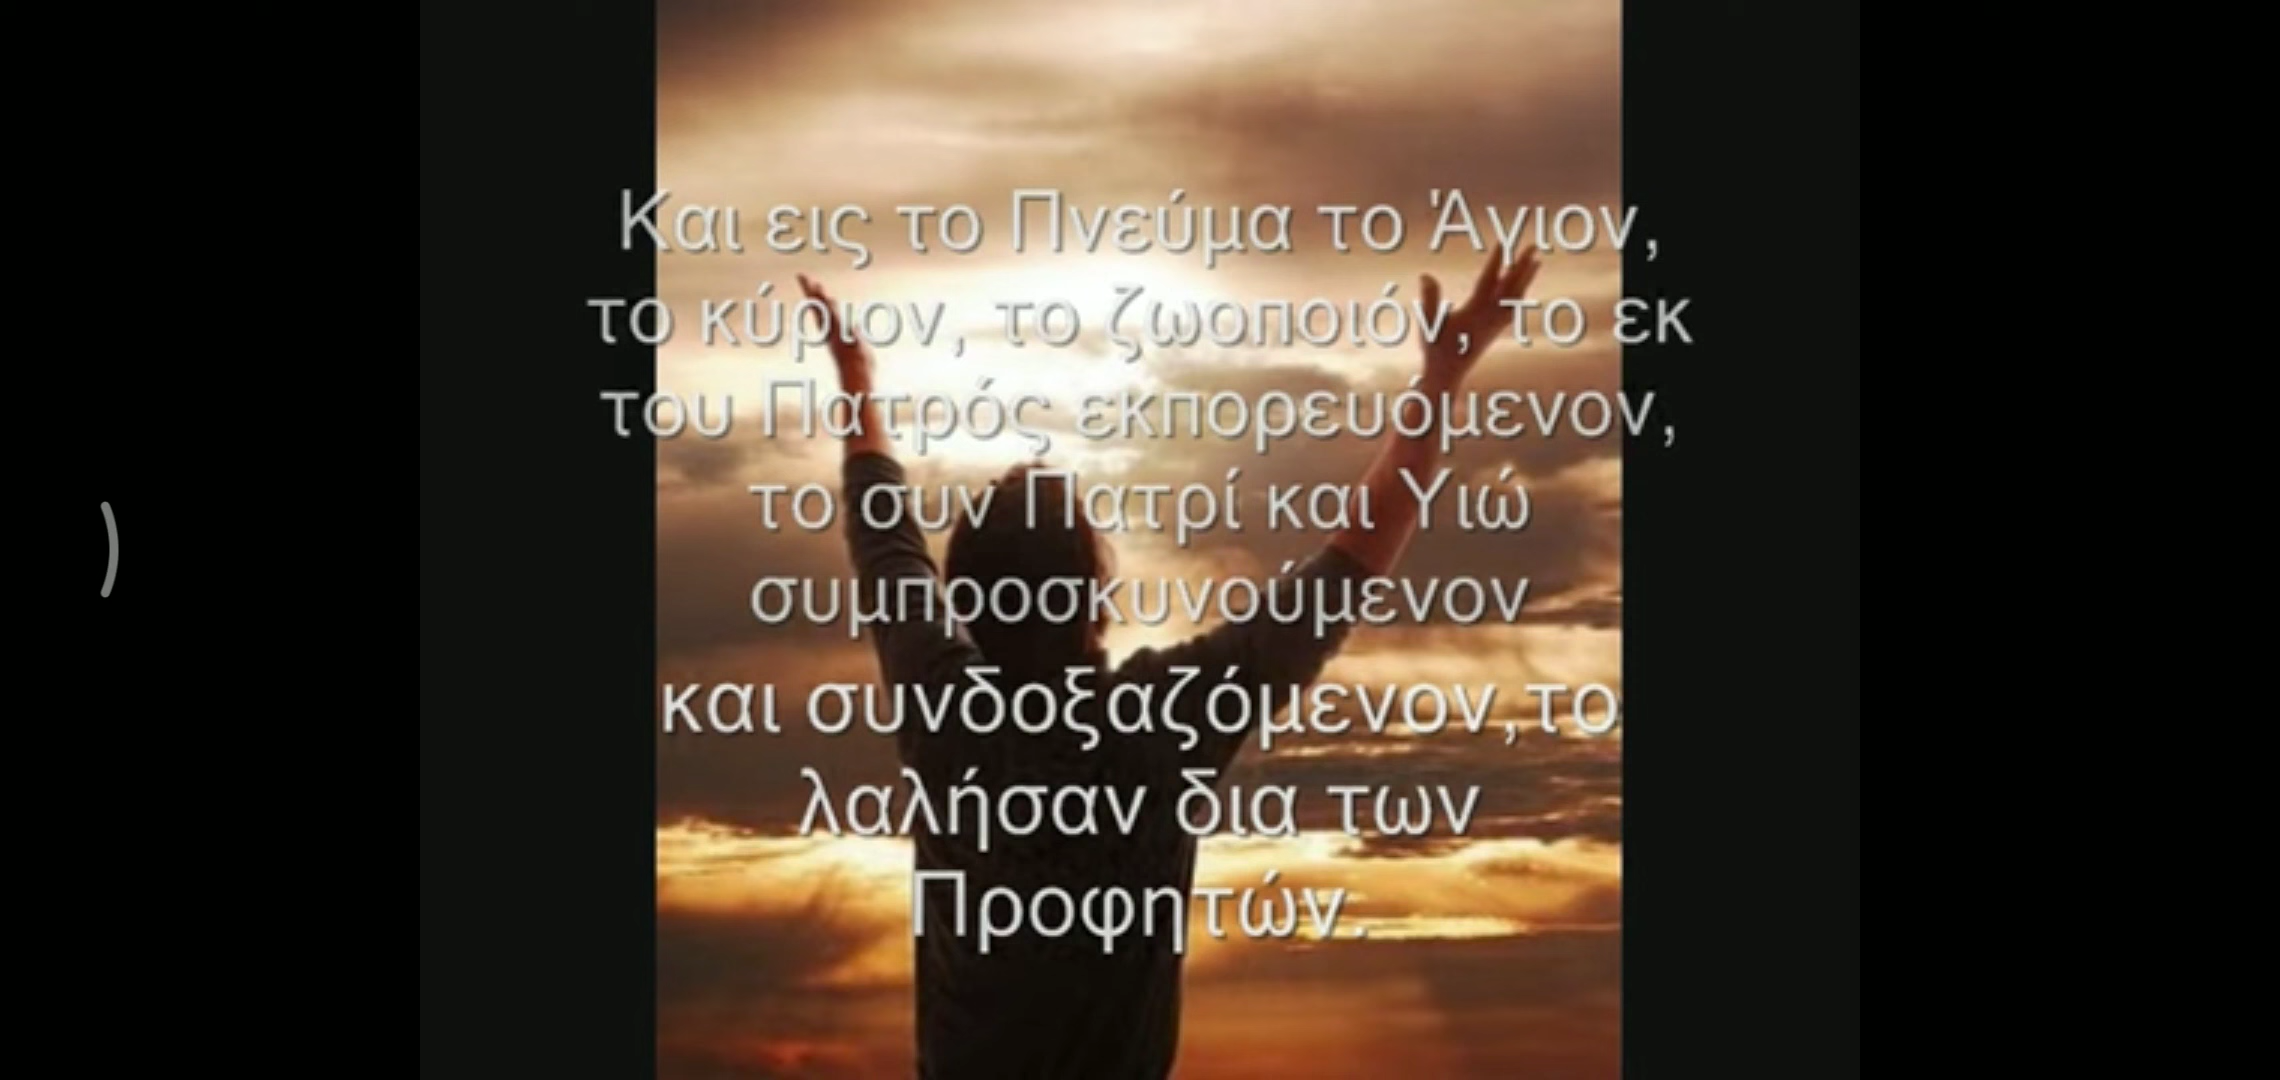 Και εις το Πνεύμα το Άγιον,
το κύριον, το ζωοποιόν, το εκ
του Πατρός εκπορευόμενον,
το συν Πατρί και Υιώ
συμπροσκυνούμενον
και συνδοξαζόμενον,το
λαλήσαν δια των
Προφητών.